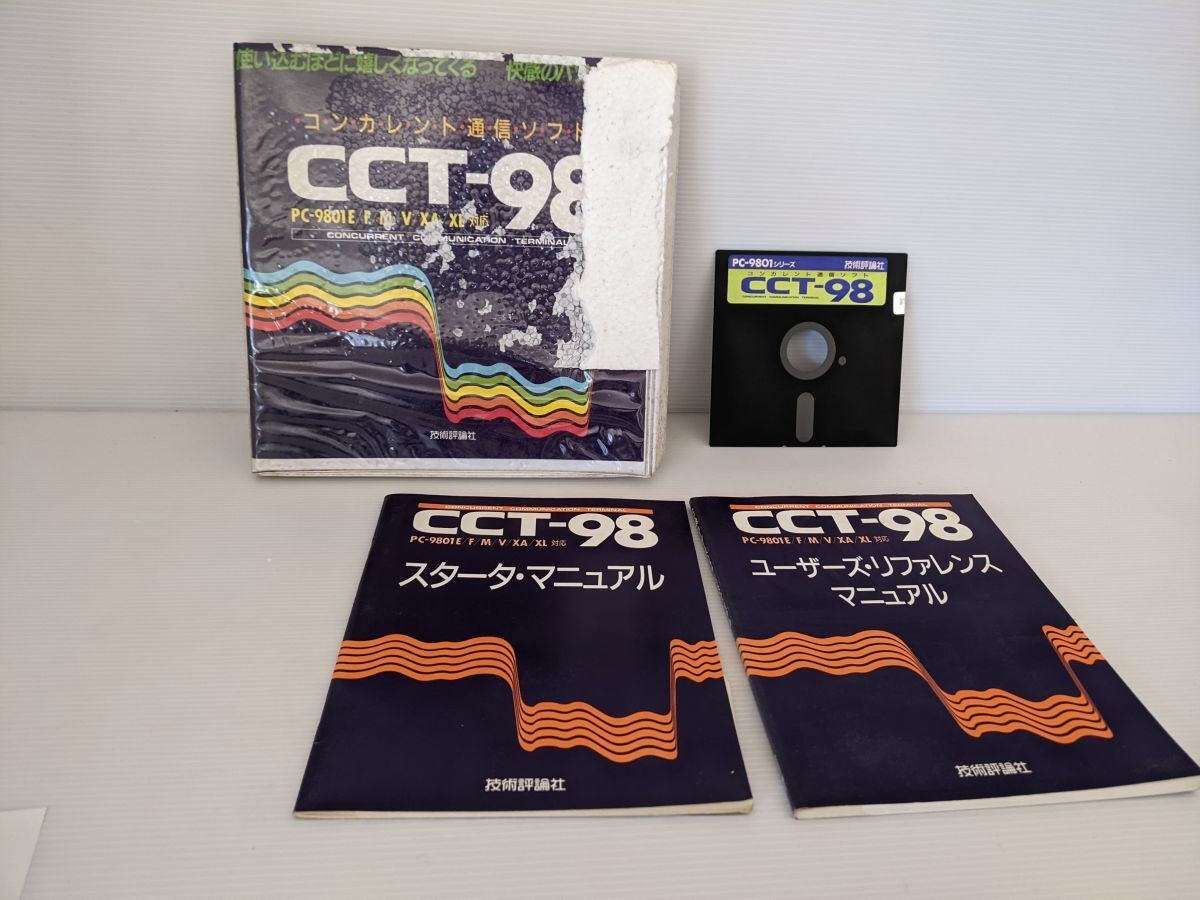 使い込むほどに嬉しくなってくる 快感のパ
・コ・ン・カ・レ・ン・ト・通・信・ソ・フ・ト
CCT-98
PC-9801E/F/M/V/XA/XL対応
CONCURRENT COMMUNICATION TERMINAL
技術評論社
PC-9801シリーズ 技術評論社
コンカレント通信ソフト
CCT-98
CONCURRENT COMMUNICATION TERMINAL
CONCURRENT COMMUNICATION TERMINAL
CCT-98
PC-9801E/F/M/V/XA/XL対応
スタータ・マニュアル
技術評論社
CONCURRENT COMMUNICATION TERMINAL
CCT-98
PC-9801E/F/M/V/XA/XL対応
ユーザーズ・リファレンス
マニュアル
技術評論社